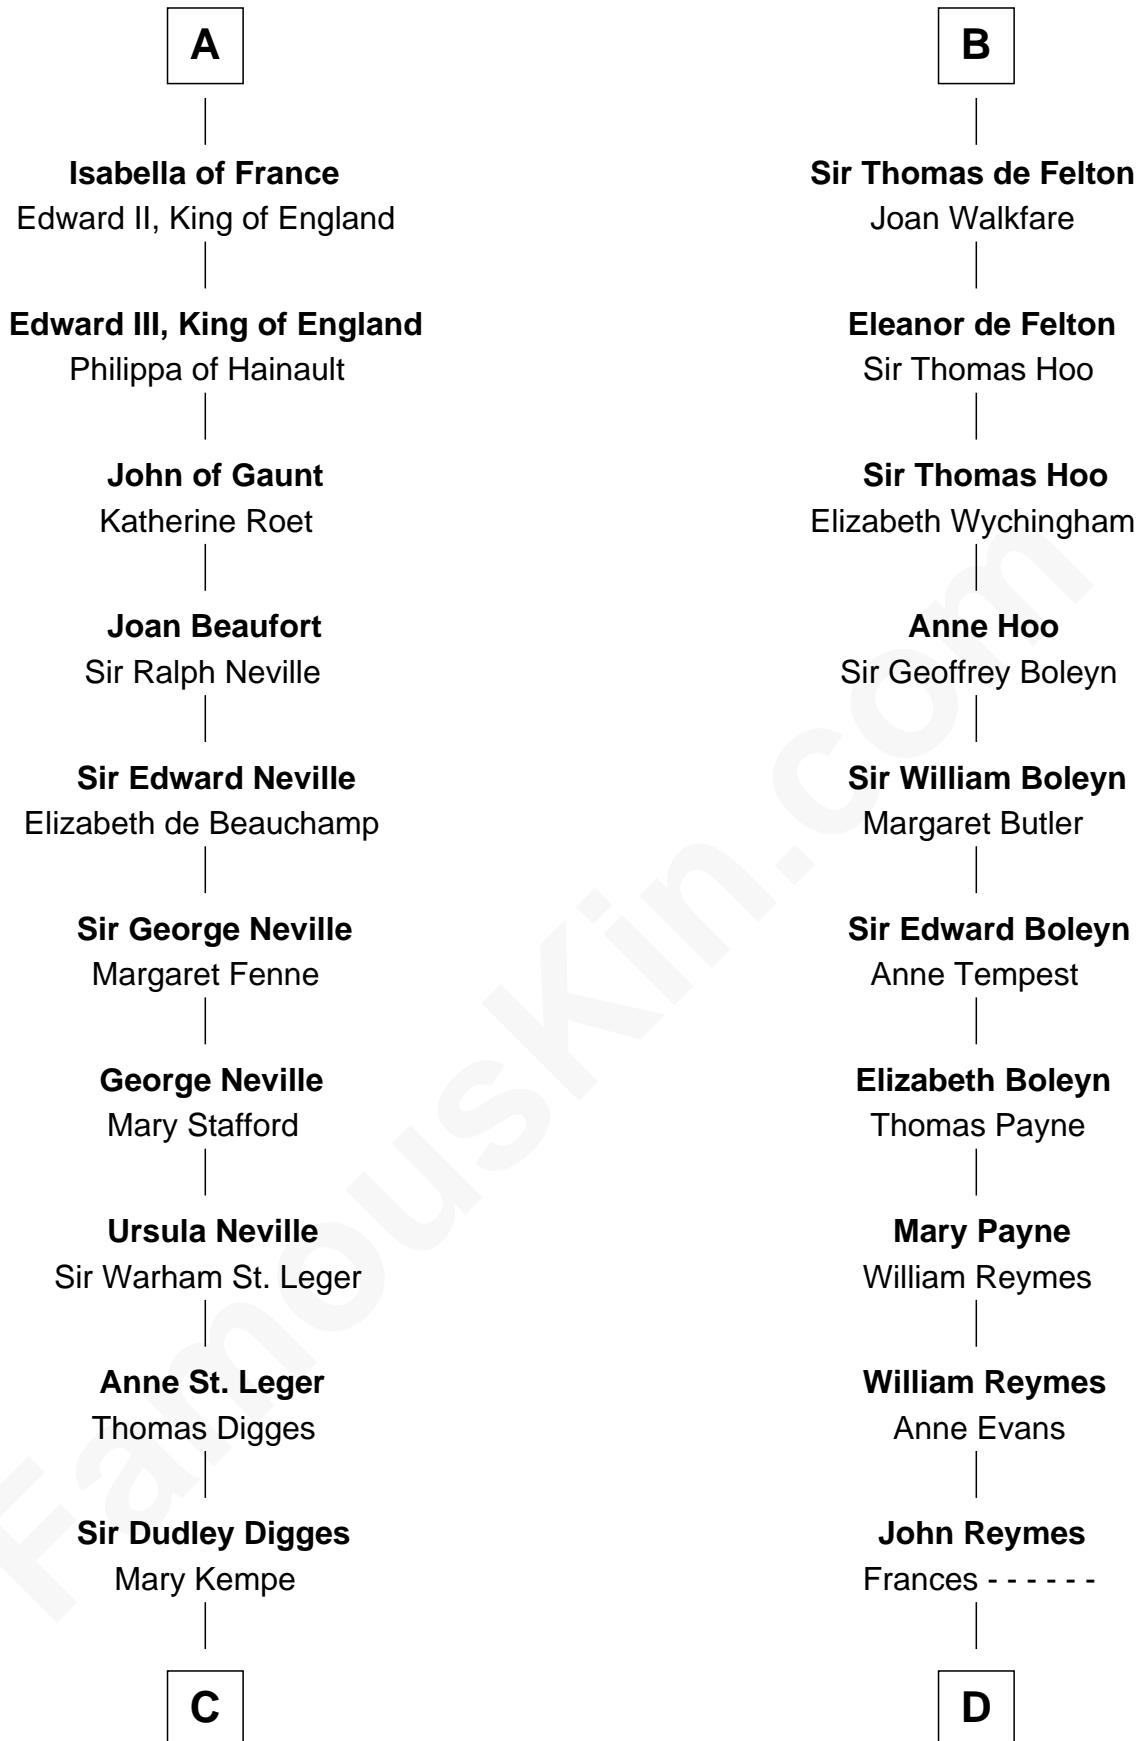 A
Isabella of France
Edward II, King of England
Edward III, King of England
Philippa of Hainault
John of Gaunt
Katherine Roet
Joan Beaufort
Sir Ralph Neville
Sir Edward Neville
Elizabeth de Beauchamp
Sir George Neville
Margaret Fenne
George Neville
Mary Stafford
Ursula Neville
Sir Warham St. Leger
Anne St. Leger
Thomas Digges
Sir Dudley Digges
Mary Kempe
C
B
Sir Thomas de Felton
Joan Walkfare
Eleanor de Felton
Sir Thomas Hoo
Sir Thomas Hoo
Elizabeth Wychingham
Anne Hoo
Sir Geoffrey Boleyn
Sir William Boleyn
Margaret Butler
Sir Edward Boleyn
Anne Tempest
Elizabeth Boleyn
Thomas Payne
Mary Payne
William Reymes
William Reymes
Anne Evans
John Reymes
Frances - - - - - -
D
FamousKin.com